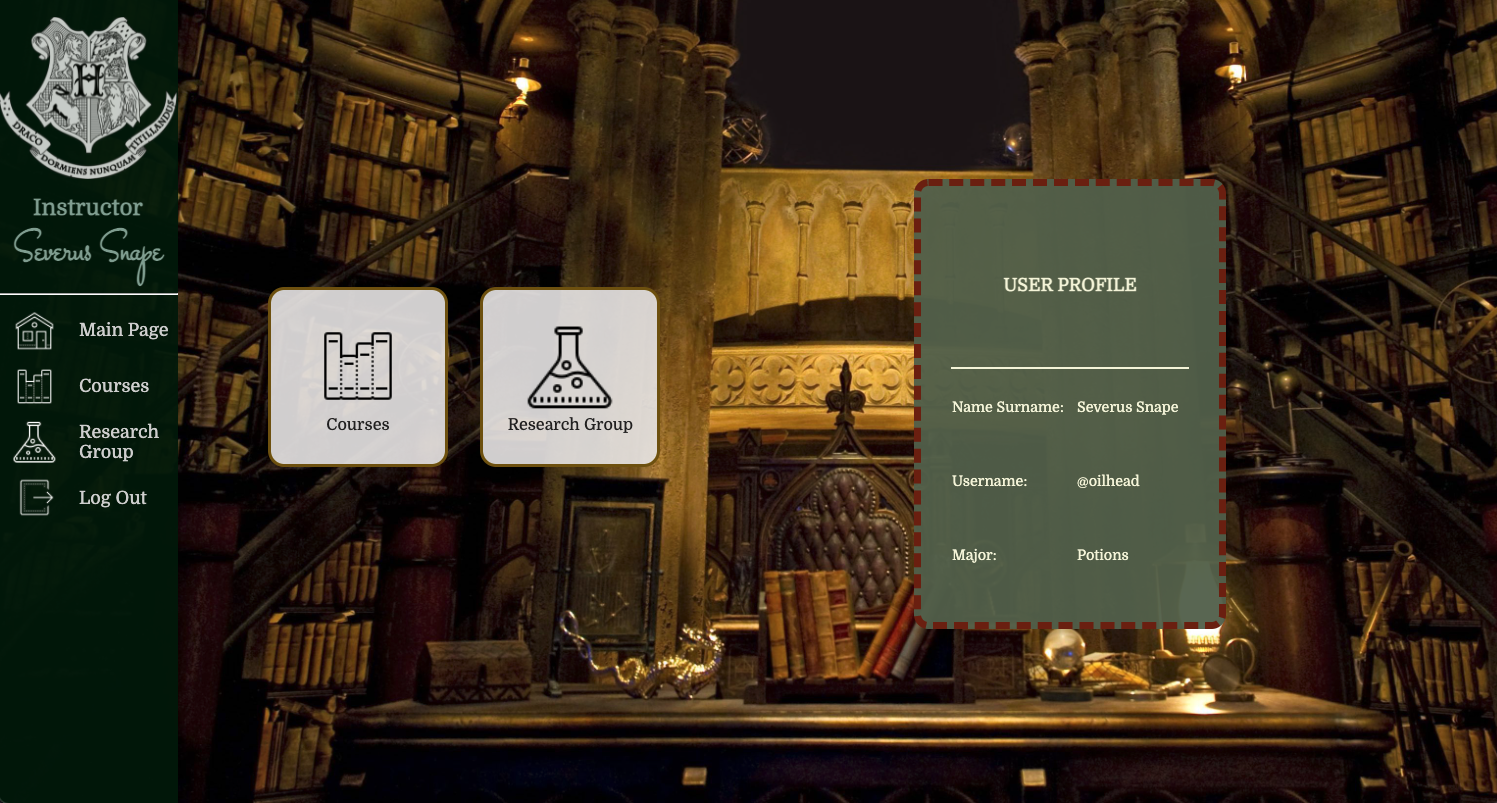 H
DRACO DORMIENS NUNQUAM TITILLANDUS
Instructor
Severus Snape
Main Page
Courses
Research
Group
Log Out
Courses
Research Group
USER PROFILE
Name Surname: Severus Snape
Username: @oilhead
Major: Potions